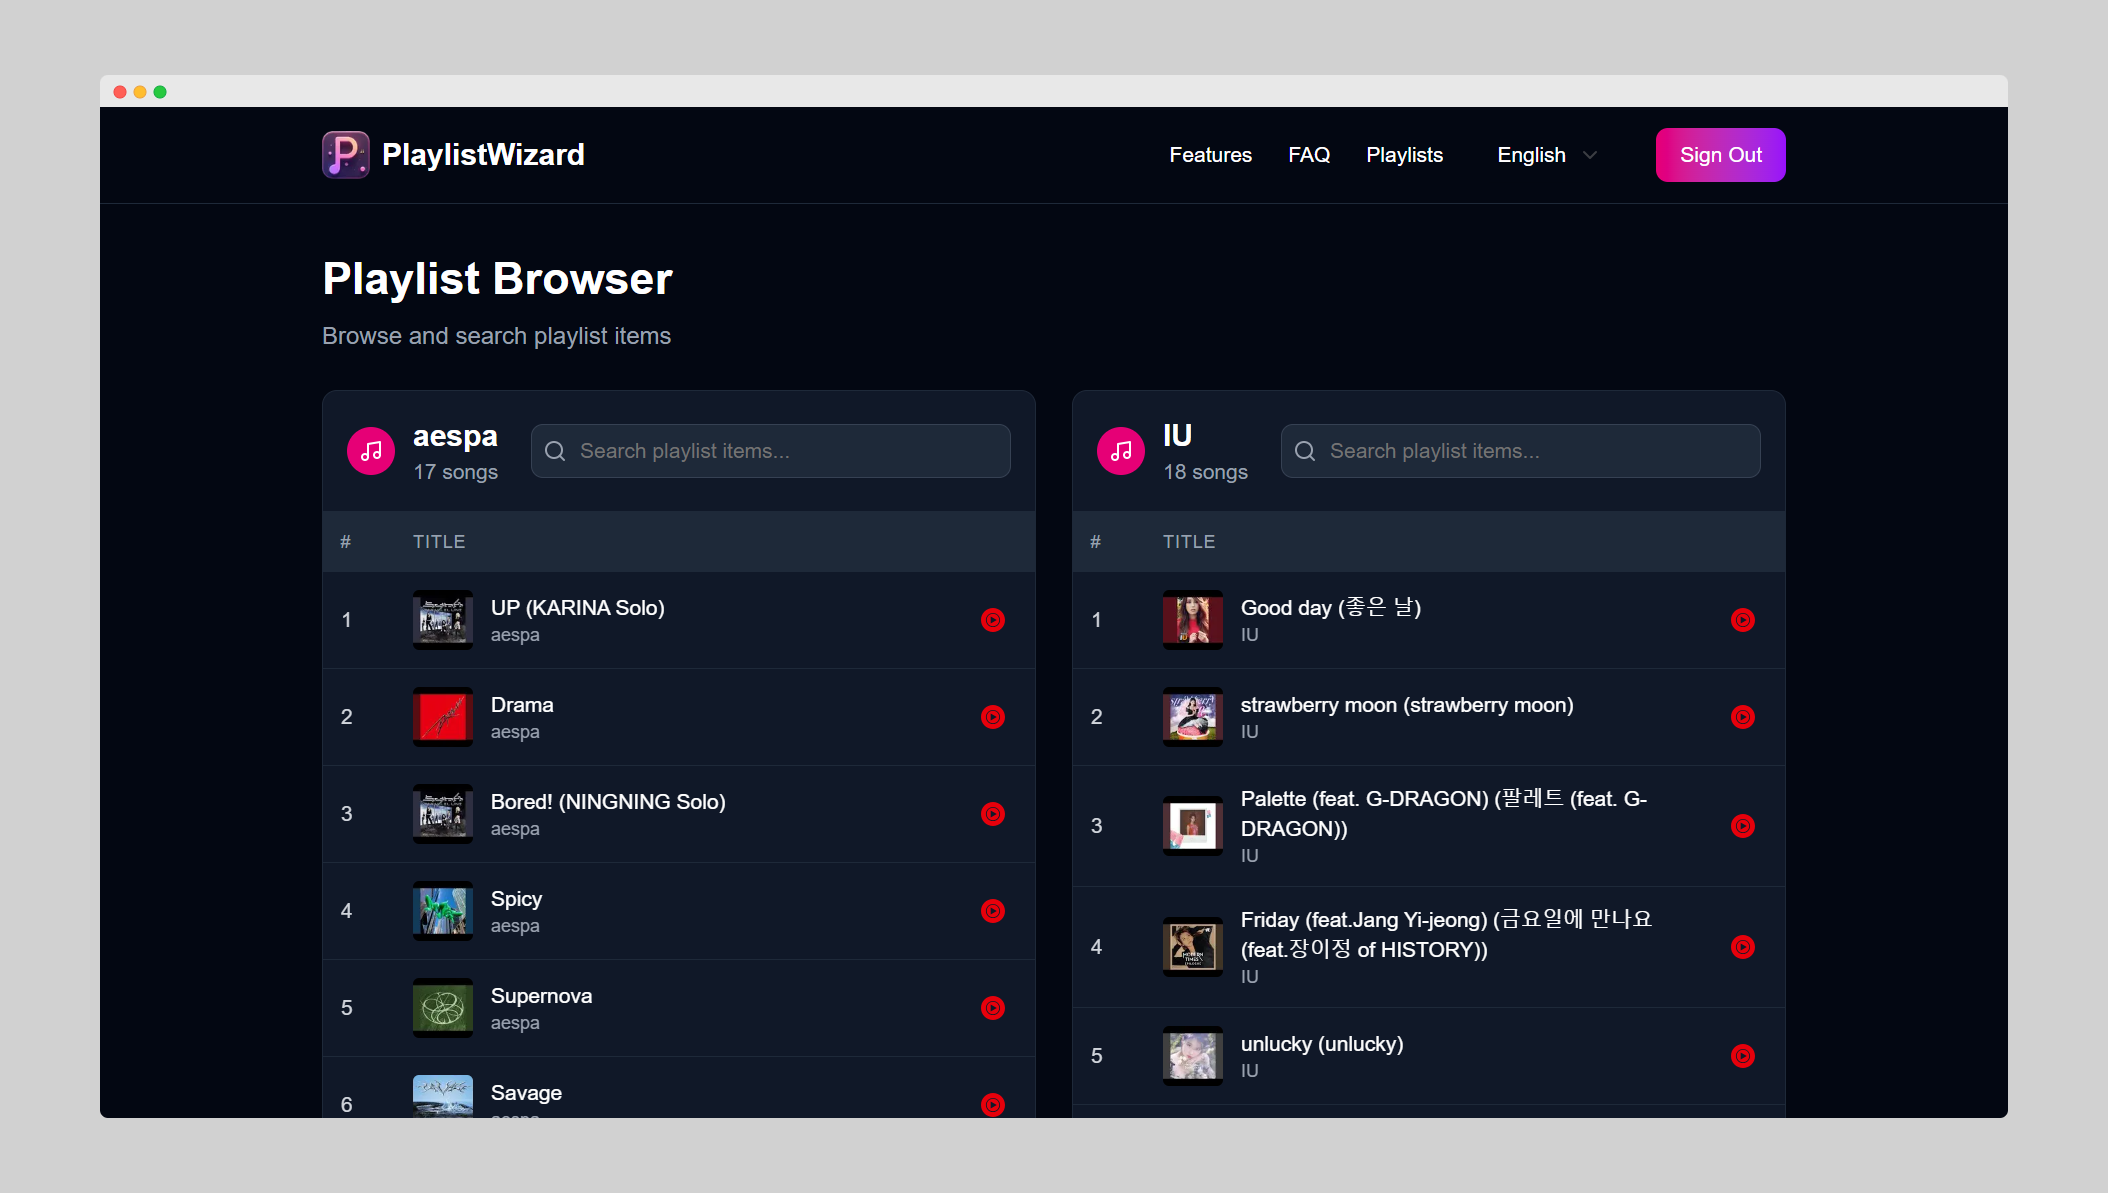 PlaylistWizard
Features
FAQ
Playlists
English
Sign Out
Playlist Browser
Browse and search playlist items
aespa
17 songs
Search playlist items...
# TITLE
1
UP (KARINA Solo)
aespa
2
Drama
aespa
3
Bored! (NINGNING Solo)
aespa
4
Spicy
aespa
5
Supernova
aespa
6
Savage
aespa
IU
18 songs
Search playlist items...
# TITLE
1
Good day (좋은 날)
IU
2
strawberry moon (strawberry moon)
IU
3
Palette (feat. G-DRAGON) (팔레트 (feat. G-
DRAGON))
IU
4
Friday (feat.Jang Yi-jeong) (금요일에 만나요
(feat.장이정 of HISTORY))
IU
5
unlucky (unlucky)
IU